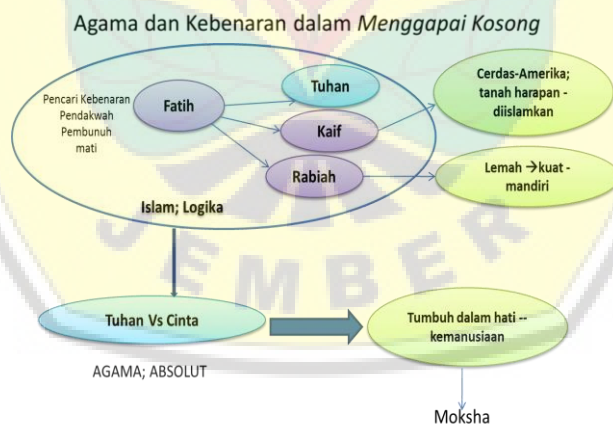 Agama dan Kebenaran dalam Menggapai Kosong
Pencari Kebenaran
Pendakwah
Pembunuh
mati
Fatih
Tuhan
Kaif
Rabiah
Cerdas-Amerika;
tanah harapan -
diislamkan
Lemah →kuat -
mandiri
Islam; Logika
JEMBER
Tuhan Vs Cinta
Tumbuh dalam hati --
kemanusiaan
AGAMA; ABSOLUT
Moksha